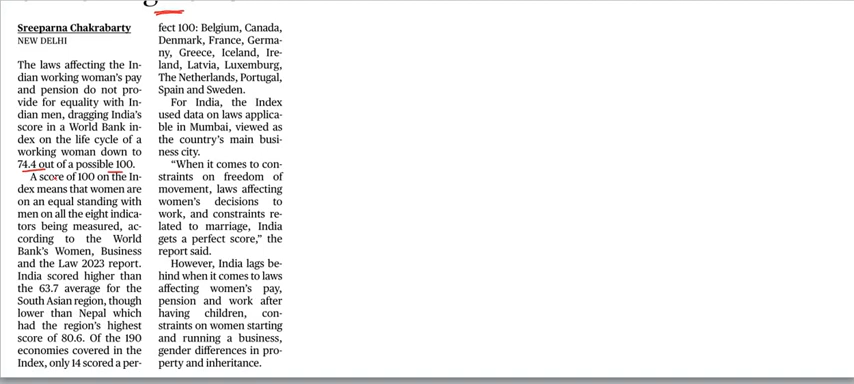 Sreeparna Chakrabarty
NEW DELHI
The laws affecting the In-
dian working woman's pay
and pension do not pro-
vide for equality with In-
dian men, dragging India's
score in a World Bank in-
dex on the life cycle of a
working woman down to
74.4 out of a possible 100.
A score of 100 on the In-
dex means that women are
on an equal standing with
men on all the eight indica-
tors being measured, ac-
cording to the World
Bank's Women, Business
and the Law 2023 report.
India scored higher than
the 63.7 average for the
South Asian region, though
lower than Nepal which
had the region's highest
score of 80.6. Of the 190
economies covered in the
Index, only 14 scored a per-
fect 100: Belgium, Canada,
Denmark, France, Germa-
ny, Greece, Iceland, Ire-
land, Latvia, Luxemburg,
The Netherlands, Portugal,
Spain and Sweden.
For India, the Index
used data on laws applica-
ble in Mumbai, viewed as
the country's main busi-
ness city.
"When it comes to con-
straints on freedom of
movement, laws affecting
women's decisions to
work, and constraints re-
lated to marriage, India
gets a perfect score," the
report said.
However, India lags be-
hind when it comes to laws
affecting women's pay,
pension and work after
having children, con-
straints on women starting
and running a business,
gender differences in pro-
perty and inheritance.